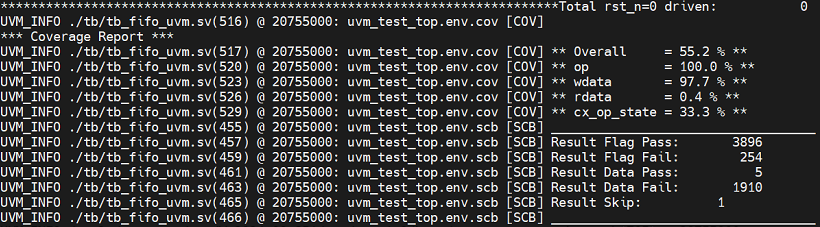 ******************************************************************************Total rst_n=0 driven:          0
UVM_INFO ./tb/tb_fifo_uvm.sv(516) @ 20755000: uvm_test_top.env.cov [COV]
*** Coverage Report ***
UVM_INFO ./tb/tb_fifo_uvm.sv(517) @ 20755000: uvm_test_top.env.cov [COV] ** Overall     = 55.2 % **
UVM_INFO ./tb/tb_fifo_uvm.sv(520) @ 20755000: uvm_test_top.env.cov [COV] ** op          = 100.0 % **
UVM_INFO ./tb/tb_fifo_uvm.sv(523) @ 20755000: uvm_test_top.env.cov [COV] ** wdata       = 97.7 % **
UVM_INFO ./tb/tb_fifo_uvm.sv(526) @ 20755000: uvm_test_top.env.cov [COV] ** rdata       = 0.4 % **
UVM_INFO ./tb/tb_fifo_uvm.sv(529) @ 20755000: uvm_test_top.env.cov [COV] ** cx_op_state = 33.3 % **
UVM_INFO ./tb/tb_fifo_uvm.sv(455) @ 20755000: uvm_test_top.env.scb [SCB] ___________________________________
UVM_INFO ./tb/tb_fifo_uvm.sv(457) @ 20755000: uvm_test_top.env.scb [SCB] Result Flag Pass:       3896
UVM_INFO ./tb/tb_fifo_uvm.sv(459) @ 20755000: uvm_test_top.env.scb [SCB] Result Flag Fail:        254
UVM_INFO ./tb/tb_fifo_uvm.sv(461) @ 20755000: uvm_test_top.env.scb [SCB] Result Data Pass:          5
UVM_INFO ./tb/tb_fifo_uvm.sv(463) @ 20755000: uvm_test_top.env.scb [SCB] Result Data Fail:       1910
UVM_INFO ./tb/tb_fifo_uvm.sv(465) @ 20755000: uvm_test_top.env.scb [SCB] Result Skip:          1
UVM_INFO ./tb/tb_fifo_uvm.sv(466) @ 20755000: uvm_test_top.env.scb [SCB] ___________________________________